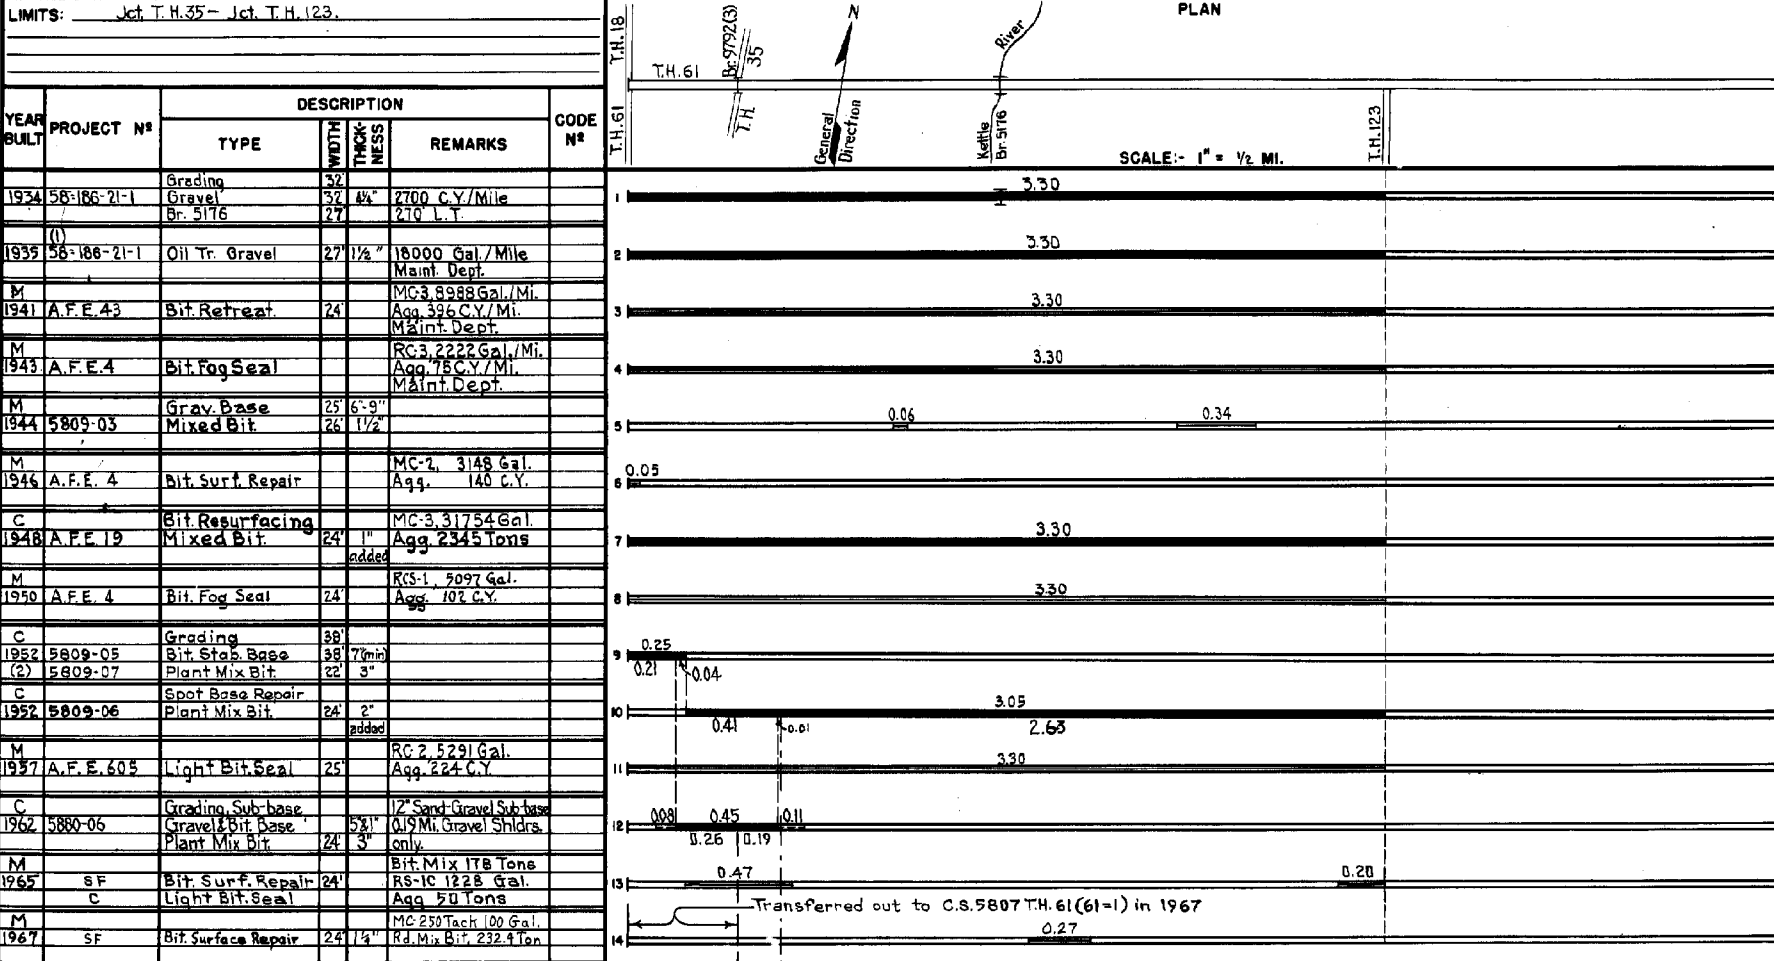 LIMITS: Jct. T.H.35 - Jct. T.H.123.
PLAN
T.H.18
Br. 9792(3)
35
N
River
T.H.61
T.H.61
T.H.
General Direction
Kettle
Br. 5176
T.H.123
SCALE:- 1" = 1/2 MI.
YEAR BUILT
PROJECT Nº
DESCRIPTION
TYPE
WIDTH
THICK-NESS
REMARKS
CODE Nº
Grading 32'
1934 58-186-21-1 Gravel 32' 4¼" 2700 C.Y./Mile
Br. 5176 27' 270' L.T.
1 3.30
(1)
1935 58-186-21-1 Oil Tr. Gravel 27' 1½" 18000 Gal./Mile
Maint. Dept.
2 3.30
M MC-3, 8988 Gal./Mi.
1941 A.F.E.43 Bit. Retreat. 24' Agg. 396 C.Y./Mi.
Maint. Dept.
3 3.30
M RC-3, 2222 Gal./Mi.
1943 A.F.E.4 Bit. Fog Seal Agg. 75 C.Y./Mi.
Maint. Dept.
4 3.30
M Grav. Base 25' 6"-9"
1944 5809-03 Mixed Bit. 26' 1½"
5 0.06 0.34
M MC-2, 3148 Gal.
1946 A.F.E. 4 Bit. Surf. Repair Agg. 140 C.Y.
6 0.05
C Bit. Resurfacing MC-3, 31754 Gal.
1948 A.F.E.19 Mixed Bit. 24' 1" Agg. 2345 Tons
added
7 3.30
M RCS-1, 5097 Gal.
1950 A.F.E. 4 Bit. Fog Seal 24' Agg. 102 C.Y.
8 3.30
C Grading 38'
1952 5809-05 Bit. Stab. Base 38' 7"(min)
(2) 5809-07 Plant Mix Bit. 22' 3"
9 0.25
0.21 0.04
C Spot Base Repair
1952 5809-06 Plant Mix Bit. 24' 2"
added
10 3.05
0.41 0.01 2.63
M RC-2, 5291 Gal.
1957 A.F.E.605 Light Bit. Seal 25' Agg. 224 C.Y.
11 3.30
C Grading, Sub-base 12" Sand-Gravel Sub base
1962 5880-06 Gravel & Bit. Base 5"&1" 0.19 Mi. Gravel Shldrs.
Plant Mix Bit. 24' 3" only.
12 0.08 0.45 0.11
0.26 0.19
M Bit. Mix 178 Tons
1965 SF Bit. Surf. Repair 24' RS-1C 1228 Gal.
C Light Bit. Seal Agg 50 Tons
13 0.47 0.20
Transferred out to C.S. 5807 T.H. 61 (61=1) in 1967
M MC-250 Tack 100 Gal.
1967 SF Bit. Surface Repair 24' 1¼" Rd. Mix Bit. 232.4 Ton
14 0.27